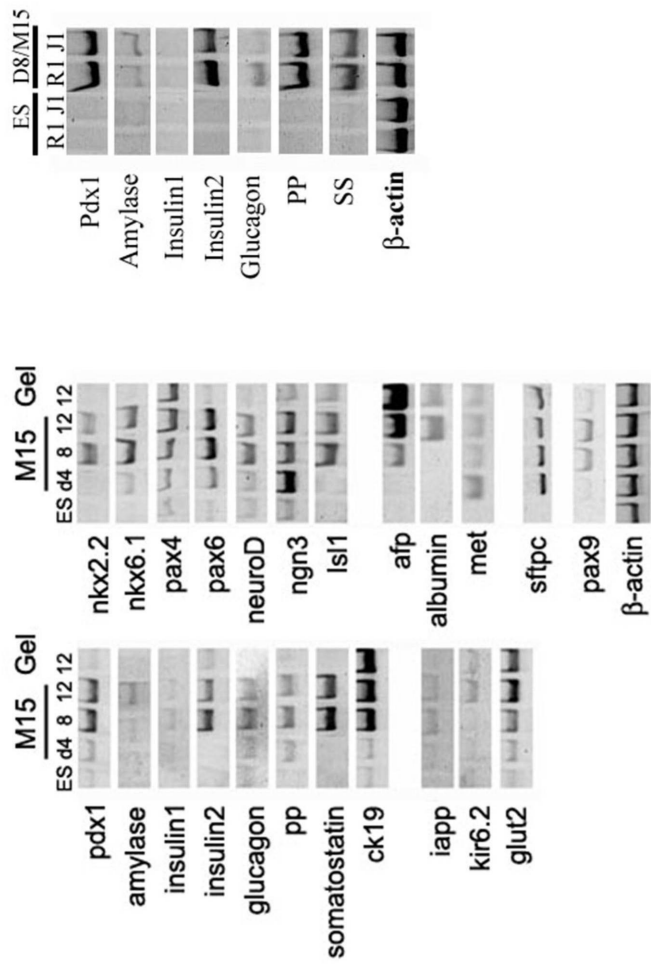 M15 Gel
ES d4 8 12 12
pdx1
amylase
insulin1
insulin2
glucagon
pp
somatostatin
ck19
iapp
kir6.2
glut2
M15 Gel
ES d4 8 12 12
nkx2.2
nkx6.1
pax4
pax6
neuroD
ngn3
Isl1
afp
albumin
met
sftpc
pax9
β-actin
ES D8/M15
R1 J1 R1 J1
Pdx1
Amylase
Insulin1
Insulin2
Glucagon
PP
SS
β-actin